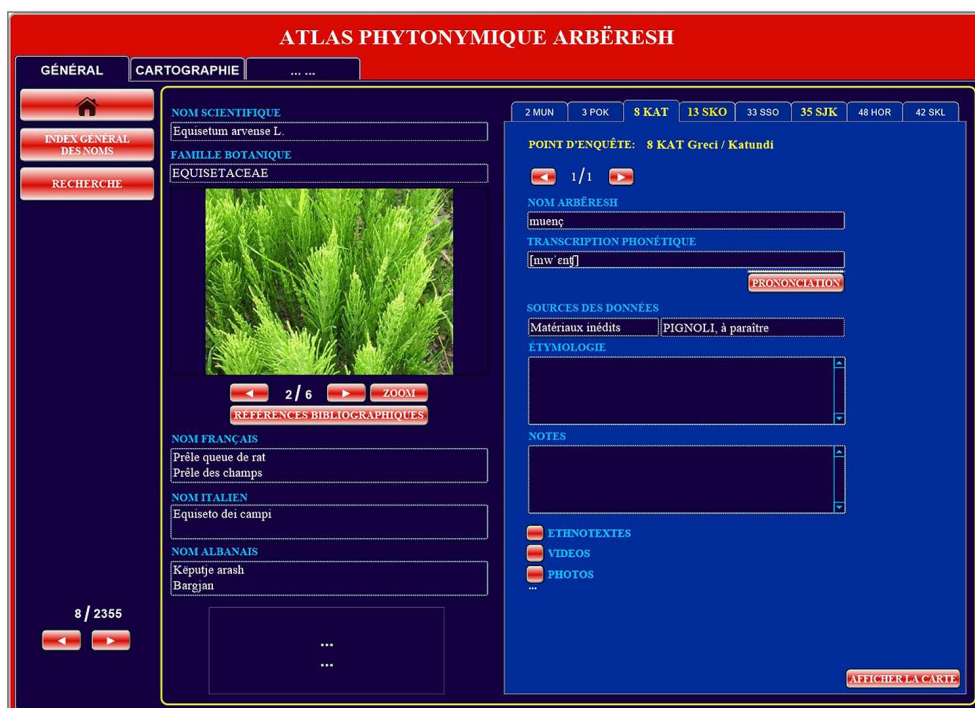 ATLAS PHYTONYMIQUE ARBËRESH
GÉNÉRAL
CARTOGRAPHIE
... ...
INDEX GÉNÉRAL
DES NOMS
RECHERCHE
8/2355
NOM SCIENTIFIQUE
Equisetum arvense L.
FAMILLE BOTANIQUE
EQUISETACEAE
2/6
ZOOM
RÉFÉRENCES BIBLIOGRAPHIQUES
NOM FRANÇAIS
Prêle queue de rat
Prêle des champs
NOM ITALIEN
Equiseto dei campi
NOM ALBANAIS
Këputje arash
Bargjan
...
...
2 MUN
3 POK
8 KAT
13 SKO
33 SSO
35 SJK
48 HOR
42 SKL
POINT D'ENQUÊTE: 8 KAT Greci / Katundi
1/1
NOM ARBËRESH
muenç
TRANSCRIPTION PHONÉTIQUE
[mwˈɛnʧ]
PRONONCIATION
SOURCES DES DONNÉES
Matériaux inédits
PIGNOLI, à paraître
ÉTYMOLOGIE
NOTES
ETHNOTEXTES
VIDEOS
PHOTOS
...
AFFICHER LA CARTE